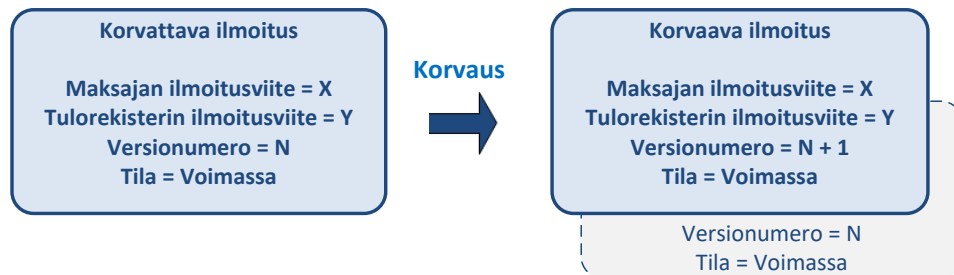 Korvattava ilmoitus
Maksajan ilmoitusviite = X
Tulorekisterin ilmoitusviite = Y
Versionumero = N
Tila = Voimassa
Korvaus
Korvaava ilmoitus
Maksajan ilmoitusviite = X
Tulorekisterin ilmoitusviite = Y
Versionumero = N + 1
Tila = Voimassa
Versionumero = N
Tila = Voimassa